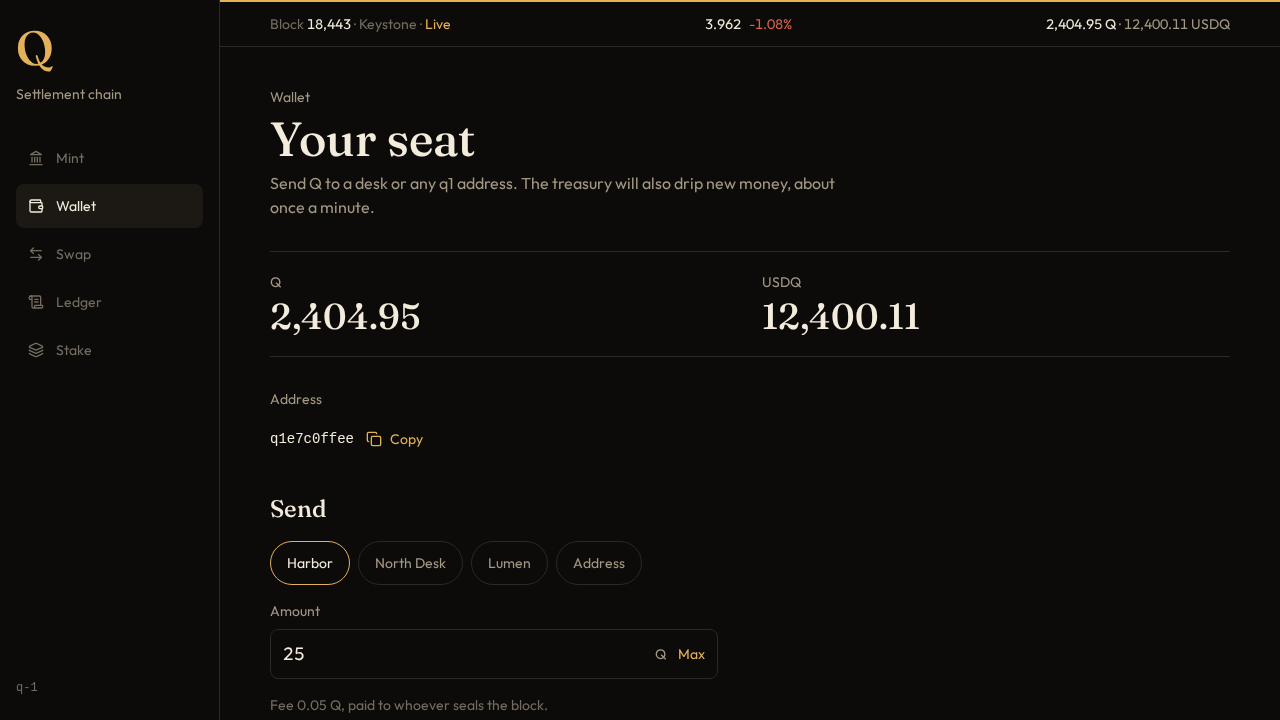 Q
Settlement chain
Mint
Wallet
Swap
Ledger
Stake
q-1
Block 18,443 · Keystone · Live
3.962 -1.08%
2,404.95 Q · 12,400.11 USDQ
Wallet
Your seat
Send Q to a desk or any q1 address. The treasury will also drip new money, about
once a minute.
Q
2,404.95
USDQ
12,400.11
Address
q1e7c0ffee Copy
Send
Harbor North Desk Lumen Address
Amount
25 Q Max
Fee 0.05 Q, paid to whoever seals the block.